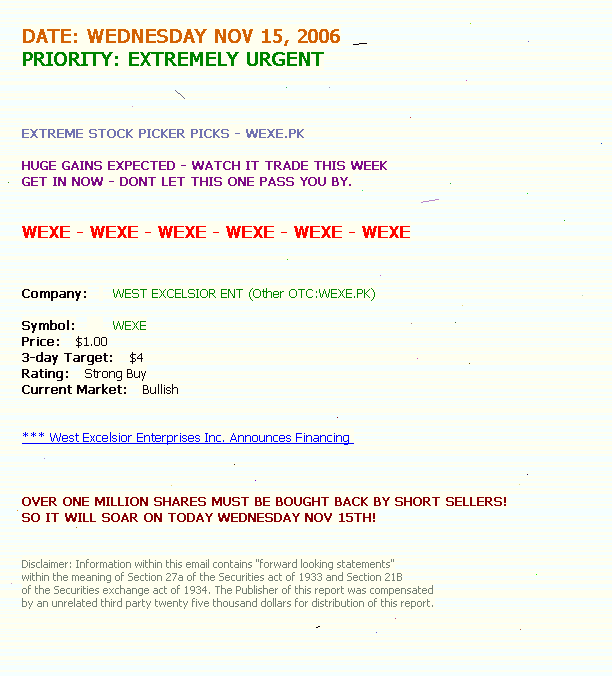 DATE: WEDNESDAY NOV 15, 2006
PRIORITY: EXTREMELY URGENT
EXTREME STOCK PICKER PICKS - WEXE.PK
HUGE GAINS EXPECTED - WATCH IT TRADE THIS WEEK
GET IN NOW - DONT LET THIS ONE PASS YOU BY.
WEXE - WEXE - WEXE - WEXE - WEXE - WEXE
Company: WEST EXCELSIOR ENT (Other OTC:WEXE.PK)
Symbol: WEXE
Price: $1.00
3-day Target: $4
Rating: Strong Buy
Current Market: Bullish
*** West Excelsior Enterprises Inc. Announces Financing
OVER ONE MILLION SHARES MUST BE BOUGHT BACK BY SHORT SELLERS!
SO IT WILL SOAR ON TODAY WEDNESDAY NOV 15TH!
Disclaimer: Information within this email contains "forward looking statements"
within the meaning of Section 27a of the Securities act of 1933 and Section 21B
of the Securities exchange act of 1934. The Publisher of this report was compensated
by an unrelated third party twenty five thousand dollars for distribution of this report.